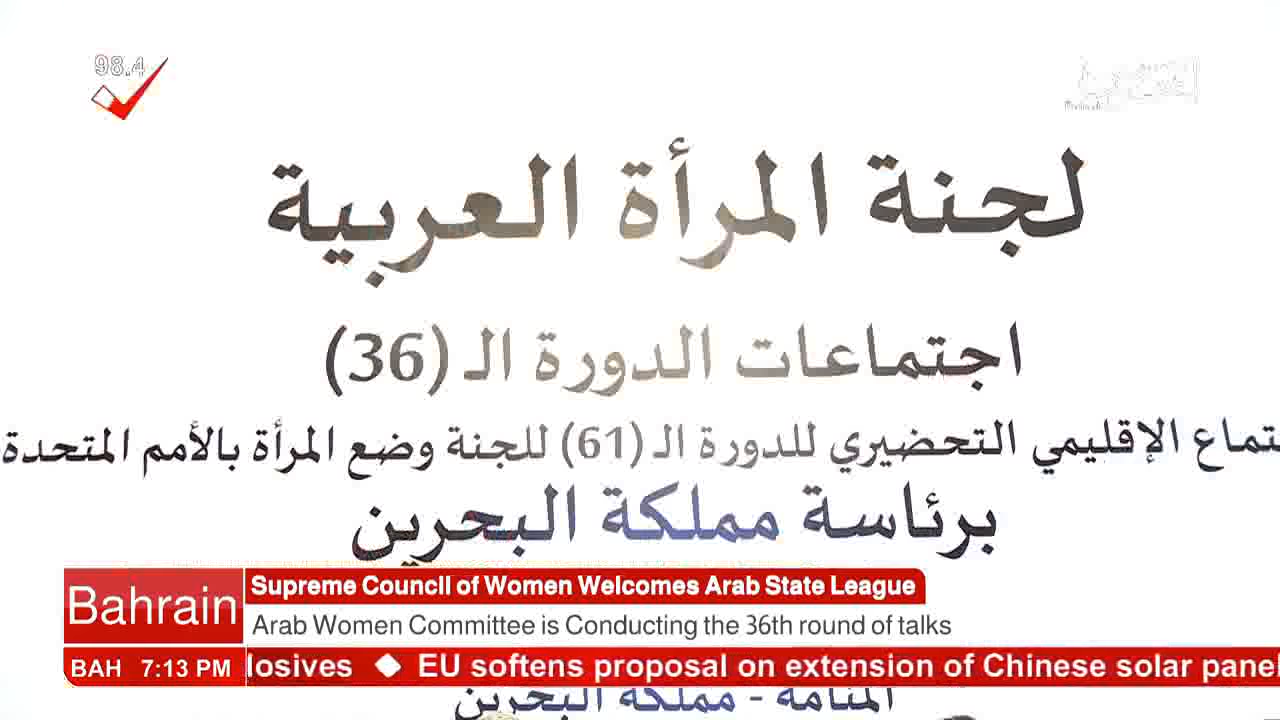 98.4
لجنة المرأة العربية
اجتماعات الدورة الـ (36)
تماع الإقليمي التحضيري للدورة الـ (61) للجنة وضع المرأة بالأمم المتحدة
برئاسة مملكة البحرين
Bahrain
Supreme Council of Women Welcomes Arab State League
Arab Women Committee is Conducting the 36th round of talks
BAH 7:13 PM
losives ◆ EU softens proposal on extension of Chinese solar panel
المنامة - مملكة البحرين